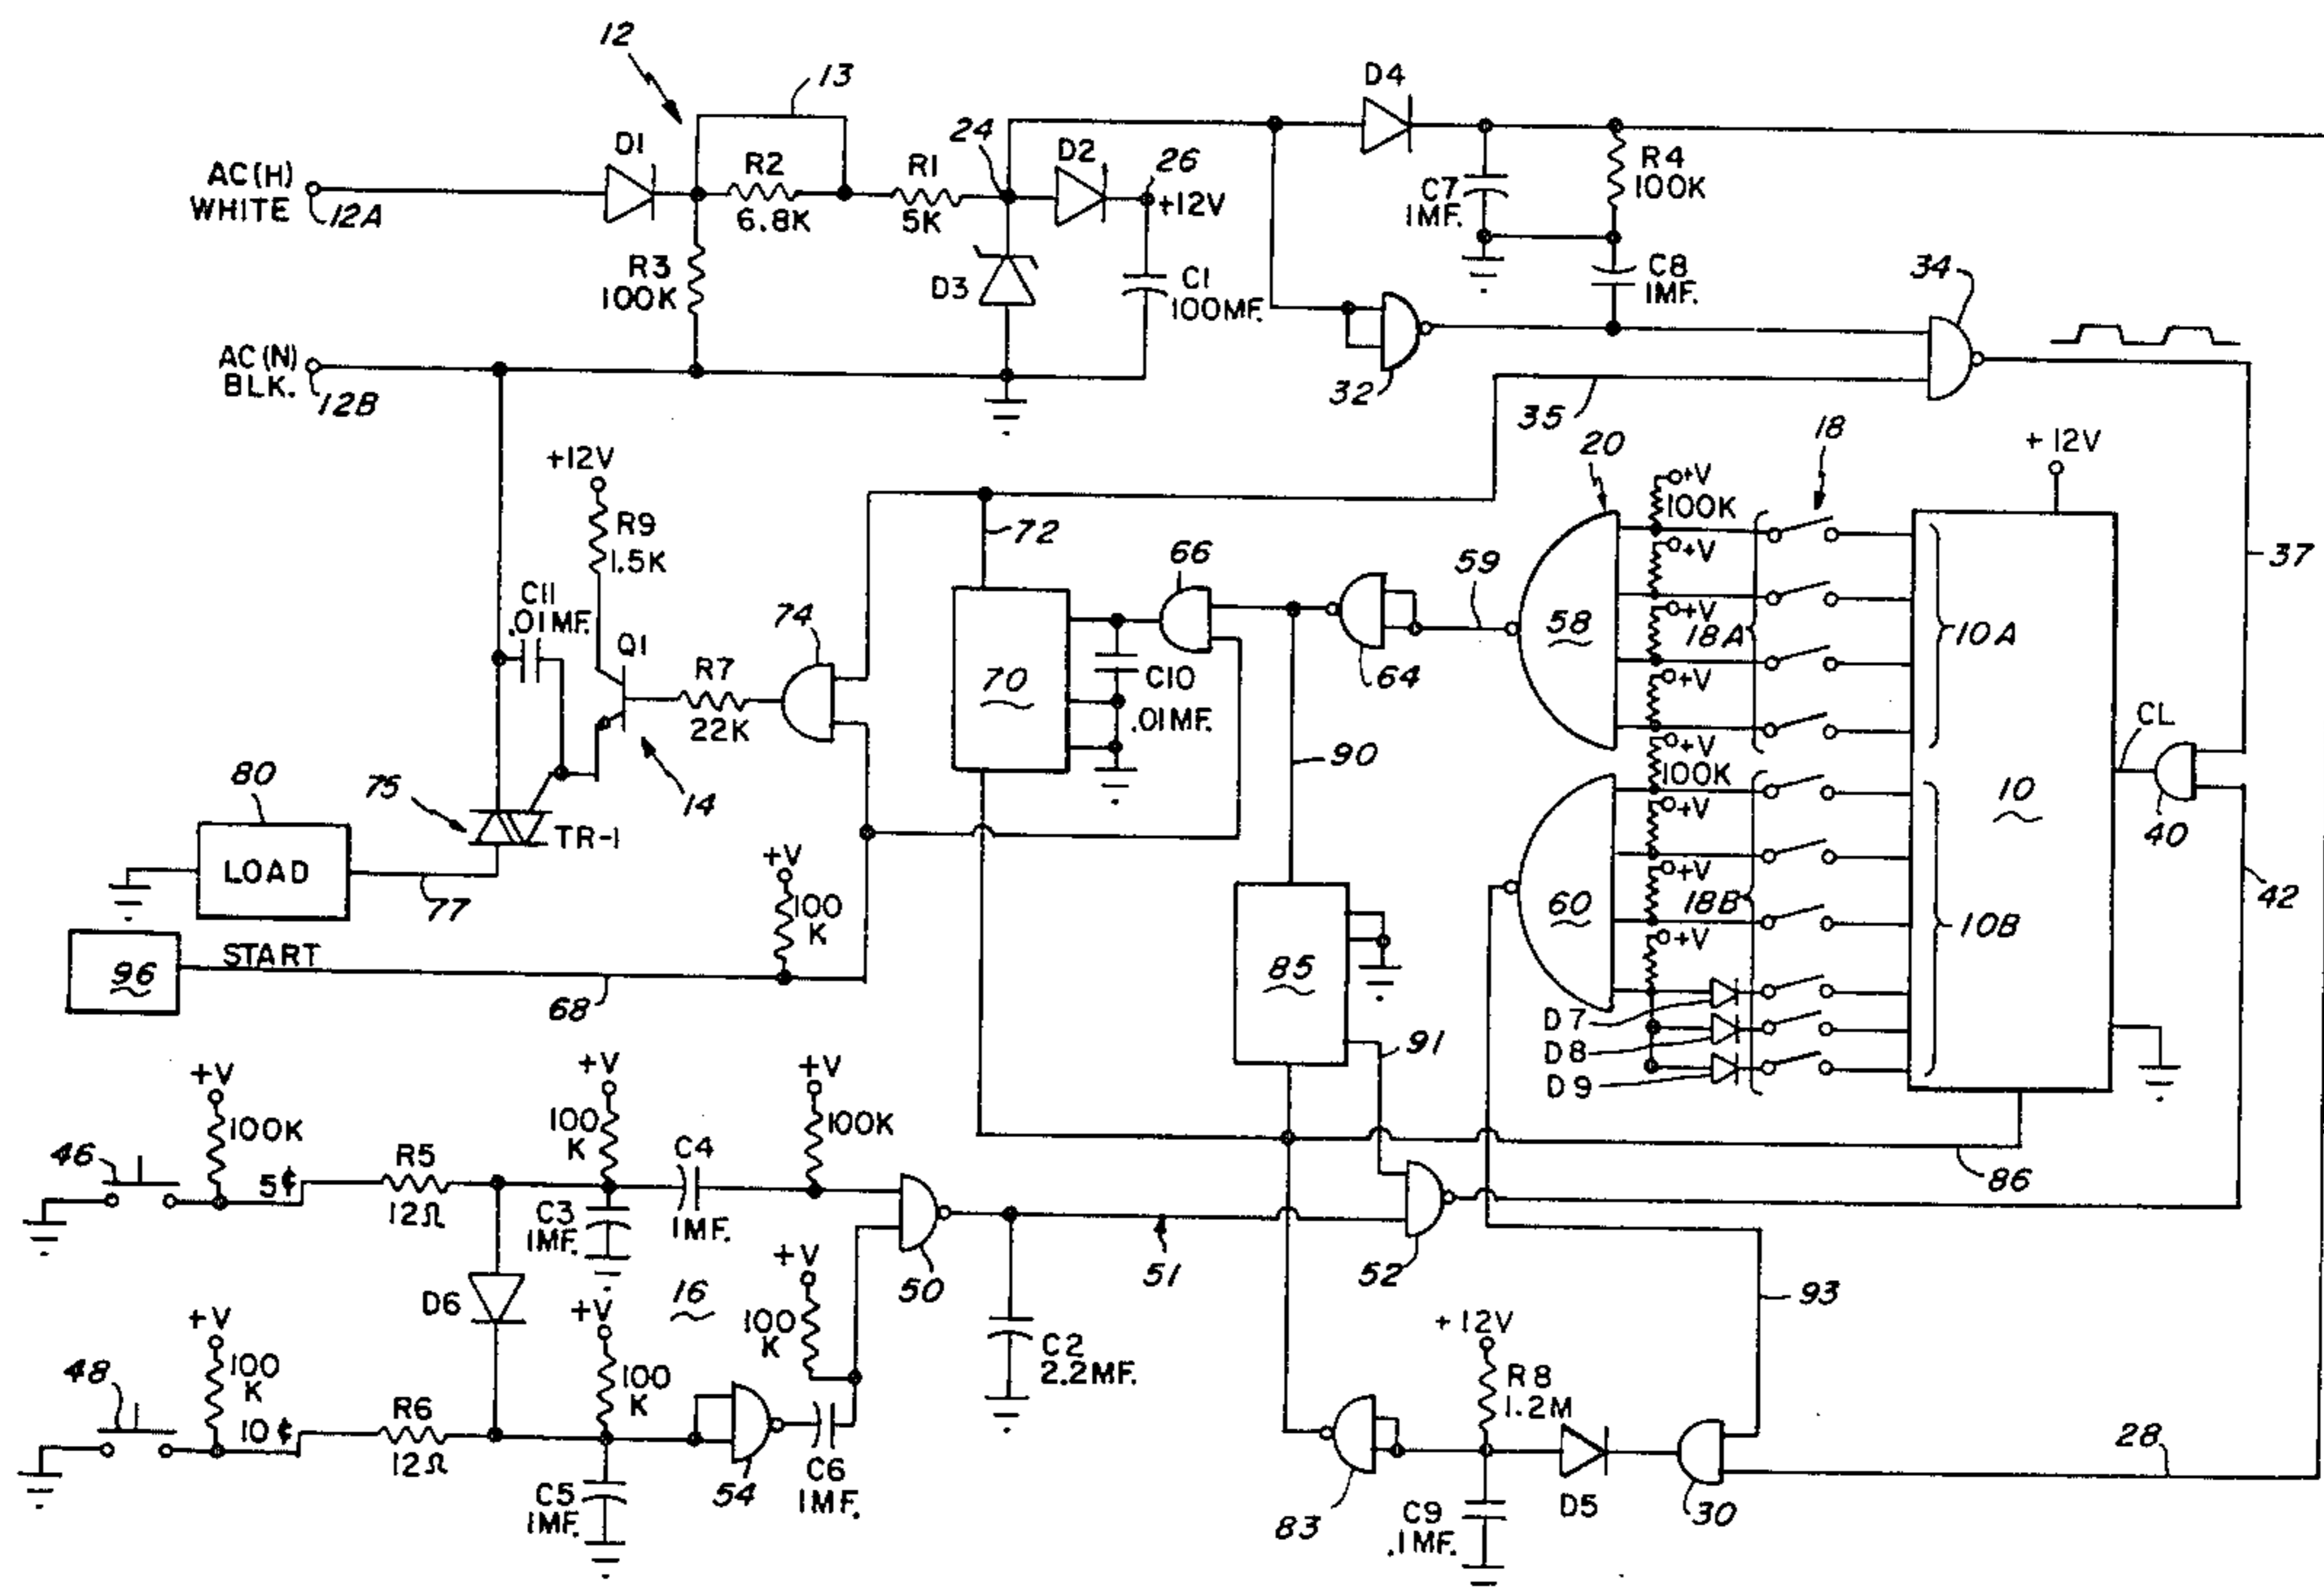 12
13
D4
D1
24
D2
26
R2
R1
R4
100K
34
AC(H)
WHITE
12A
6.8K
5K
+12V
C7
1MF.
R3
100K
D3
C1
100MF.
C8
1MF.
AC(N)
BLK.
12B
32
35
+12V
20
18
+12V
+V
100K
R9
1.5K
72
66
59
+V
37
C11
.01MF.
74
58
+V
18A
10A
Q1
R7
22K
70
C10
.01MF.
64
+V
CL
+V
100K
80
75
14
90
10
40
+V
LOAD
TR-1
+V
100
K
60
+V
18B
10B
42
77
85
+V
96
START
68
D7
D8
D9
91
+V
+V
+V
100K
100
K
C4
100K
46
5¢
R5
12Ω
C3
1MF.
1MF.
86
+V
50
51
52
D6
16
93
+V
+V
100
K
C2
2.2MF.
+12V
48
100
K
10¢
R6
12Ω
100
K
R8
1.2M
28
C5
1MF.
54
C6
1MF.
83
C9
.1MF.
D5
30